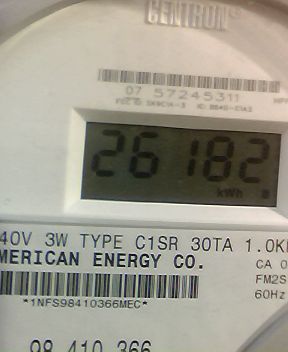 CENTRON®
07 57245311
26182
kWh
40V 3W TYPE C1SR 30TA 1.0K
MERICAN ENERGY CO. CA 0
FM2S
*1NFS98410366MEC* 60Hz
98 410 366